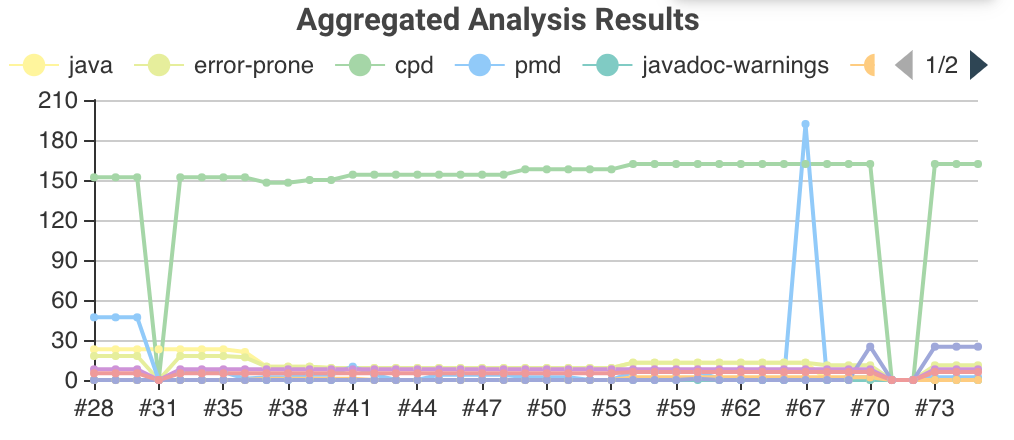 Aggregated Analysis Results
java error-prone cpd pmd javadoc-warnings 1/2
210
180
150
120
90
60
30
0
#28 #31 #35 #38 #41 #44 #47 #50 #53 #59 #62 #67 #70 #73